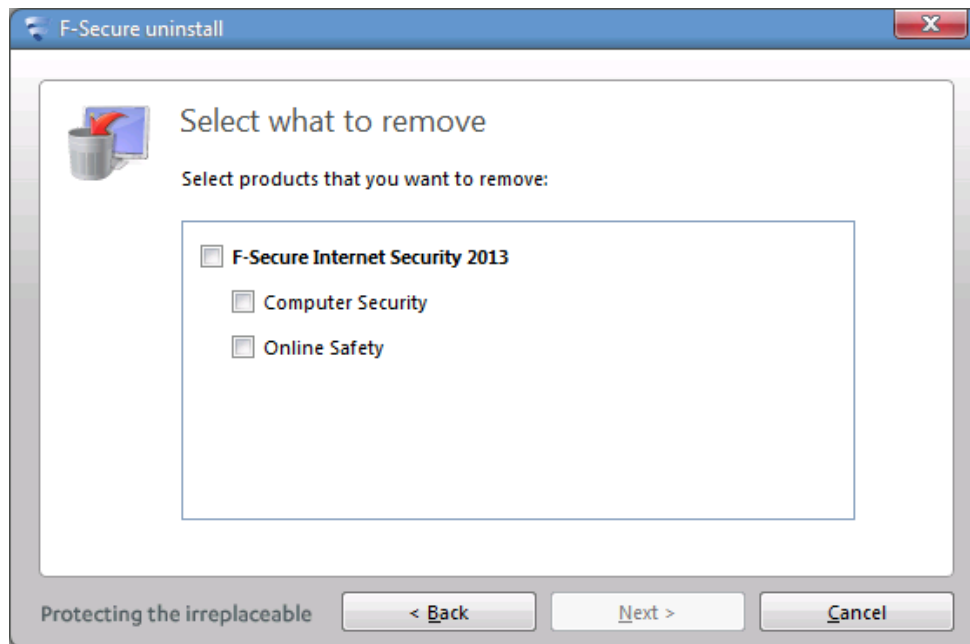 F-Secure uninstall
Select what to remove
Select products that you want to remove:
F-Secure Internet Security 2013
Computer Security
Online Safety
Protecting the irreplaceable
< Back
Next >
Cancel